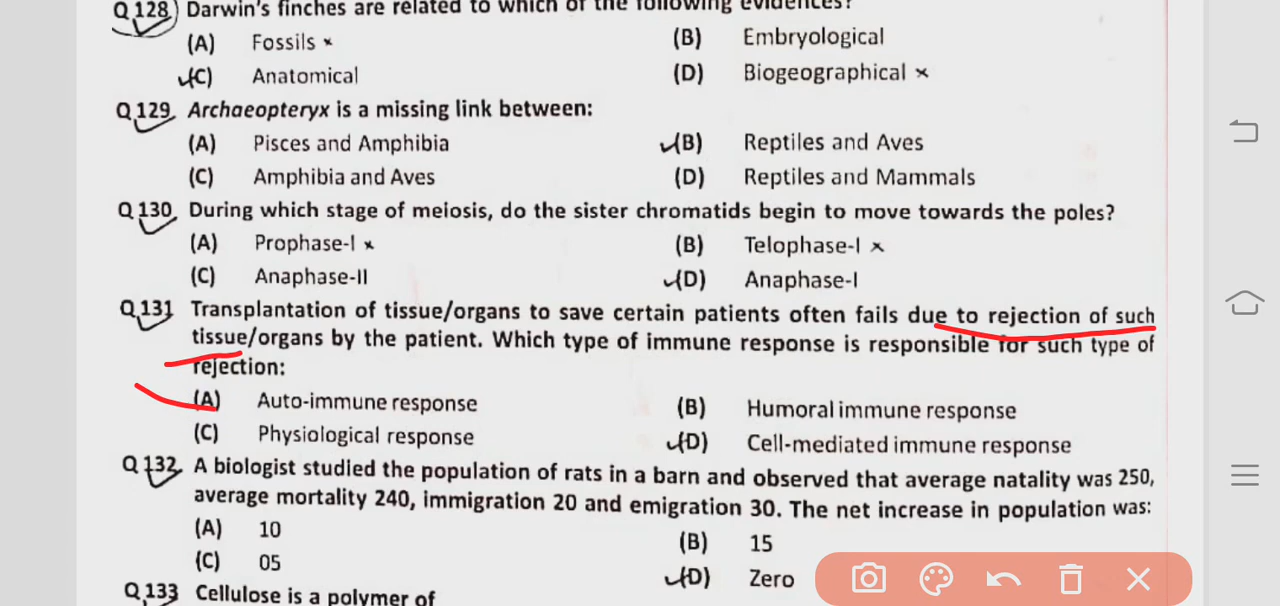 Q 128 Darwin's finches are related to which of the following evidences?
(A) Fossils × (B) Embryological
(C) Anatomical (D) Biogeographical ×
Q 129 Archaeopteryx is a missing link between:
(A) Pisces and Amphibia (B) Reptiles and Aves
(C) Amphibia and Aves (D) Reptiles and Mammals
Q 130 During which stage of meiosis, do the sister chromatids begin to move towards the poles?
(A) Prophase-I × (B) Telophase-I ×
(C) Anaphase-II (D) Anaphase-I
Q 131 Transplantation of tissue/organs to save certain patients often fails due to rejection of such
tissue/organs by the patient. Which type of immune response is responsible for such type of
rejection:
(A) Auto-immune response (B) Humoral immune response
(C) Physiological response (D) Cell-mediated immune response
Q 132 A biologist studied the population of rats in a barn and observed that average natality was 250,
average mortality 240, immigration 20 and emigration 30. The net increase in population was:
(A) 10 (B) 15
(C) 05 (D) Zero
Q 133 Cellulose is a polymer of